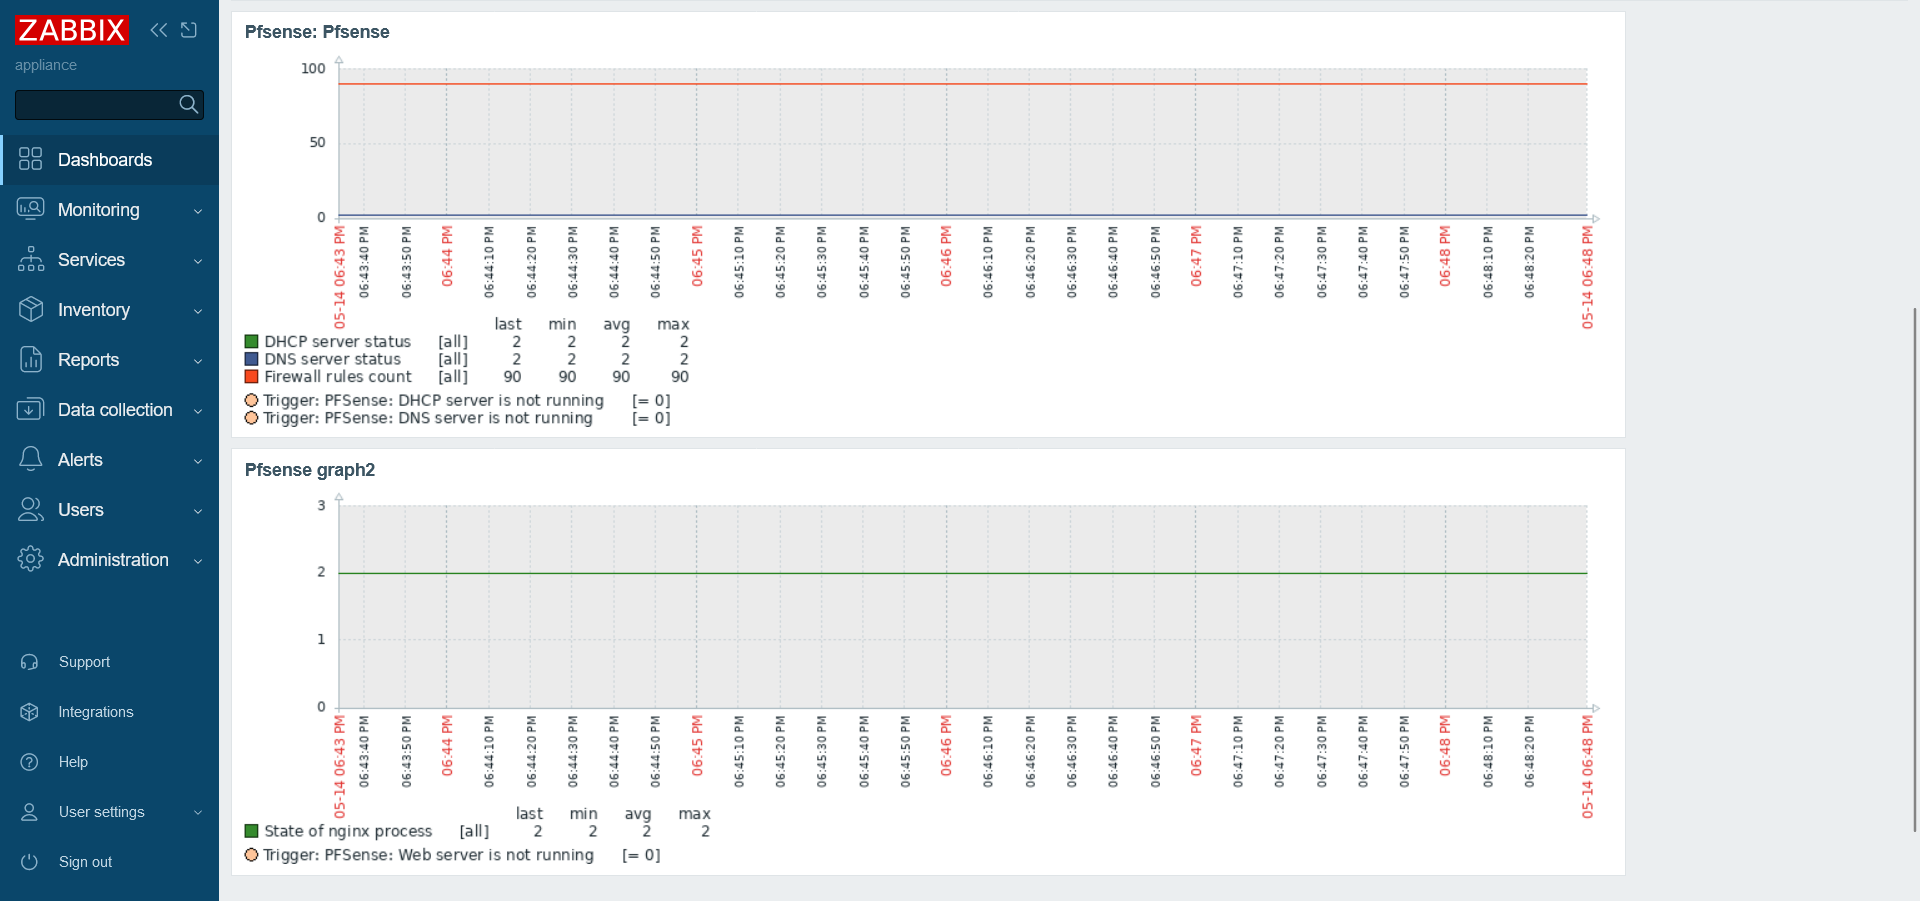 ZABBIX
appliance
Dashboards
Monitoring
Services
Inventory
Reports
Data collection
Alerts
Users
Administration
Support
Integrations
Help
User settings
Sign out
Pfsense: Pfsense
100
50
0
05-14 06:43 PM
06:43:40 PM
06:43:50 PM
06:44 PM
06:44:10 PM
06:44:20 PM
06:44:30 PM
06:44:40 PM
06:44:50 PM
06:45 PM
06:45:10 PM
06:45:20 PM
06:45:30 PM
06:45:40 PM
06:45:50 PM
06:46 PM
06:46:10 PM
06:46:20 PM
06:46:30 PM
06:46:40 PM
06:46:50 PM
06:47 PM
06:47:10 PM
06:47:20 PM
06:47:30 PM
06:47:40 PM
06:47:50 PM
06:48 PM
06:48:10 PM
06:48:20 PM
05-14 06:48 PM
last min avg max
DHCP server status [all] 2 2 2 2
DNS server status [all] 2 2 2 2
Firewall rules count [all] 90 90 90 90
Trigger: PFSense: DHCP server is not running [= 0]
Trigger: PFSense: DNS server is not running [= 0]
Pfsense graph2
3
2
1
0
05-14 06:43 PM
06:43:40 PM
06:43:50 PM
06:44 PM
06:44:10 PM
06:44:20 PM
06:44:30 PM
06:44:40 PM
06:44:50 PM
06:45 PM
06:45:10 PM
06:45:20 PM
06:45:30 PM
06:45:40 PM
06:45:50 PM
06:46 PM
06:46:10 PM
06:46:20 PM
06:46:30 PM
06:46:40 PM
06:46:50 PM
06:47 PM
06:47:10 PM
06:47:20 PM
06:47:30 PM
06:47:40 PM
06:47:50 PM
06:48 PM
06:48:10 PM
06:48:20 PM
05-14 06:48 PM
last min avg max
State of nginx process [all] 2 2 2 2
Trigger: PFSense: Web server is not running [= 0]